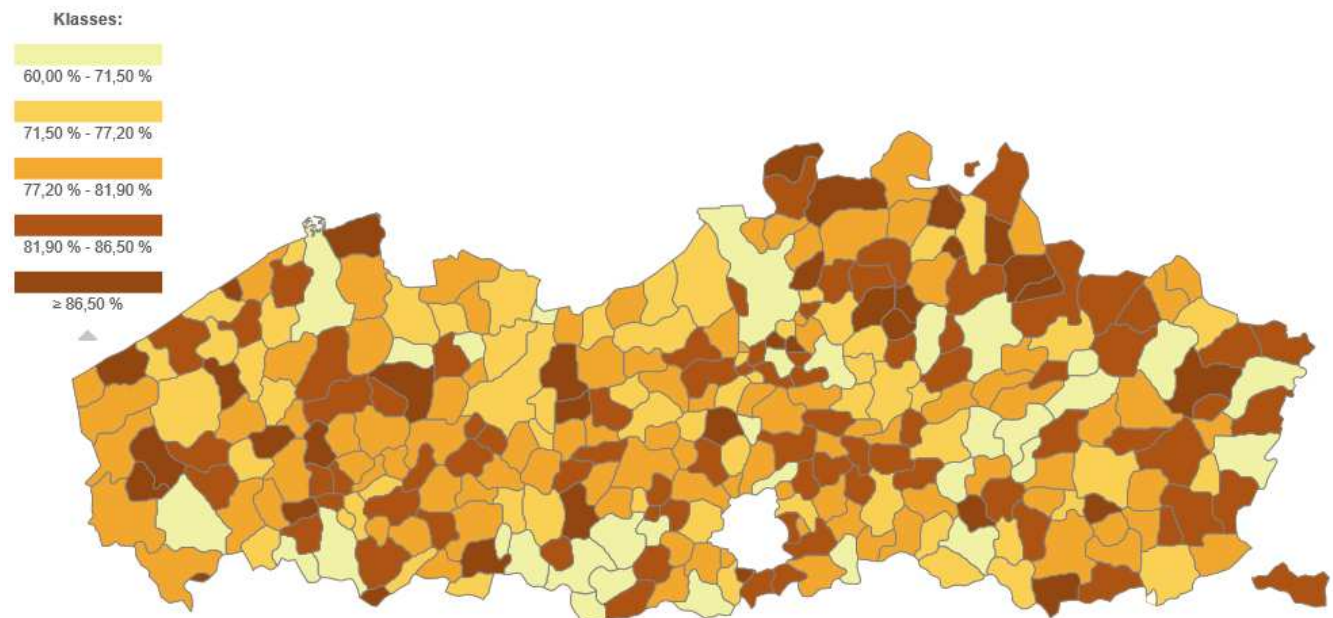 Klasses:
60,00 % - 71,50 %
71,50 % - 77,20 %
77,20 % - 81,90 %
81,90 % - 86,50 %
≥ 86,50 %